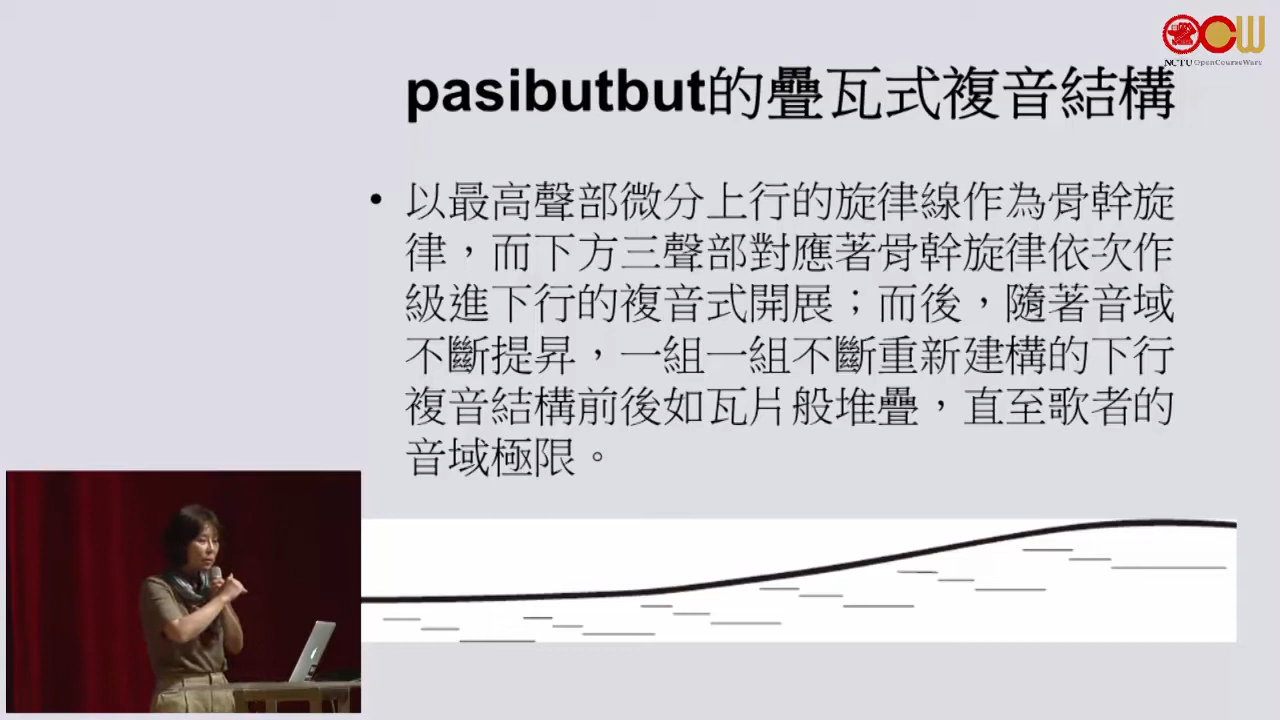 OCW
NCTU OpenCourseWare
pasibutbut的疊瓦式複音結構
• 以最高聲部微分上行的旋律線作為骨幹旋
律，而下方三聲部對應著骨幹旋律依次作
級進下行的複音式開展；而後，隨著音域
不斷提昇，一組一組不斷重新建構的下行
複音結構前後如瓦片般堆疊，直至歌者的
音域極限。